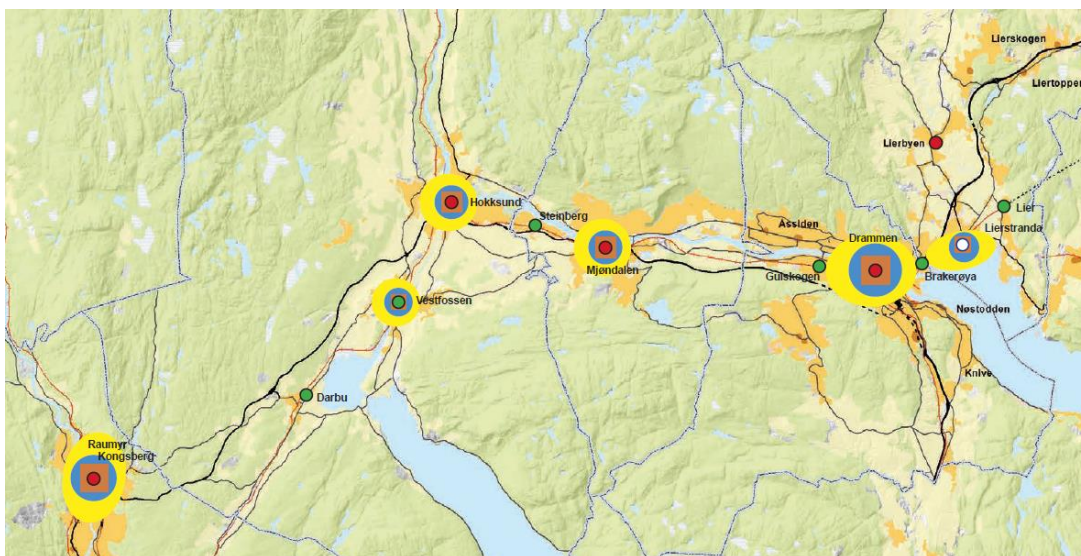 Lierskogen
Liertoppen
Lierbyen
Hokksund
Lier
Steinberg
Assiden
Lierstranda
Drammen
Mjøndalen
Gulskogen
Brakerøya
Vestfossen
Nøstodden
Knive
Darbu
Raumyr
Kongsberg